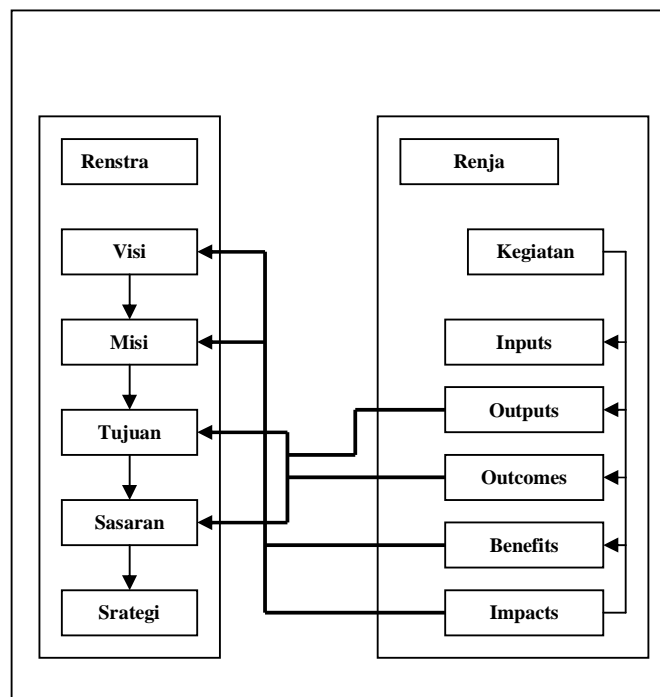 Renstra
Visi
Misi
Tujuan
Sasaran
Srategi
Renja
Kegiatan
Inputs
Outputs
Outcomes
Benefits
Impacts